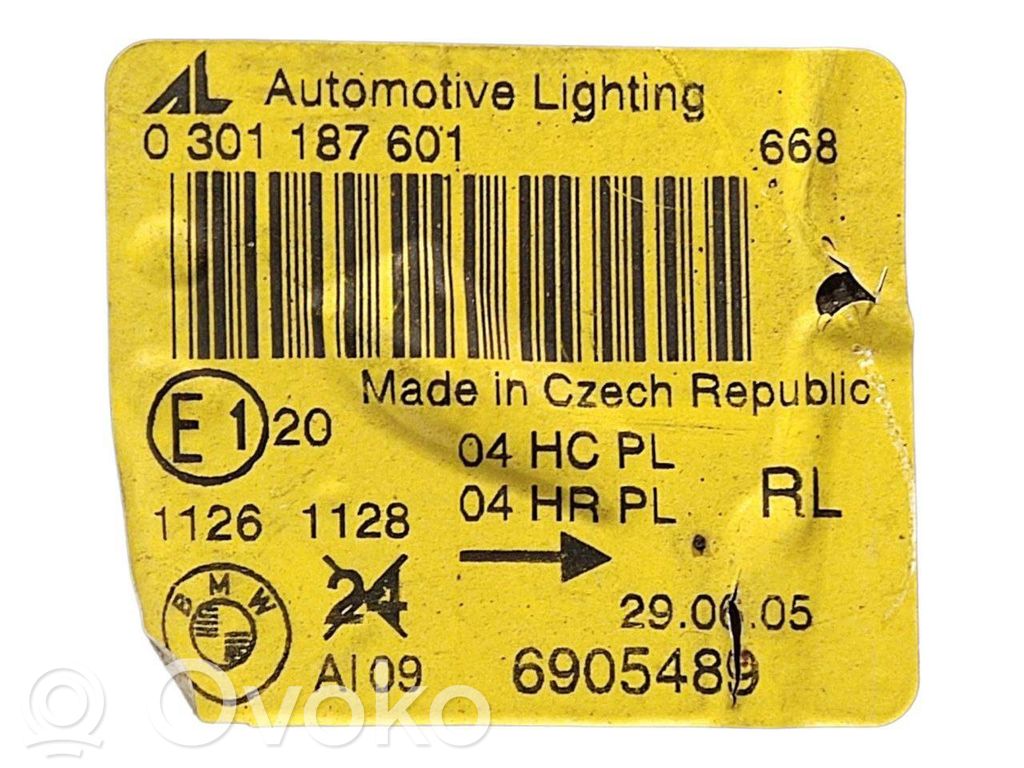 AL Automotive Lighting
0 301 187 601 668
Made in Czech Republic
E1 20 04 HC PL
04 HR PL RL
1126 1128
BMW 24 29.06.05
AI 09 6905489
Ovoko